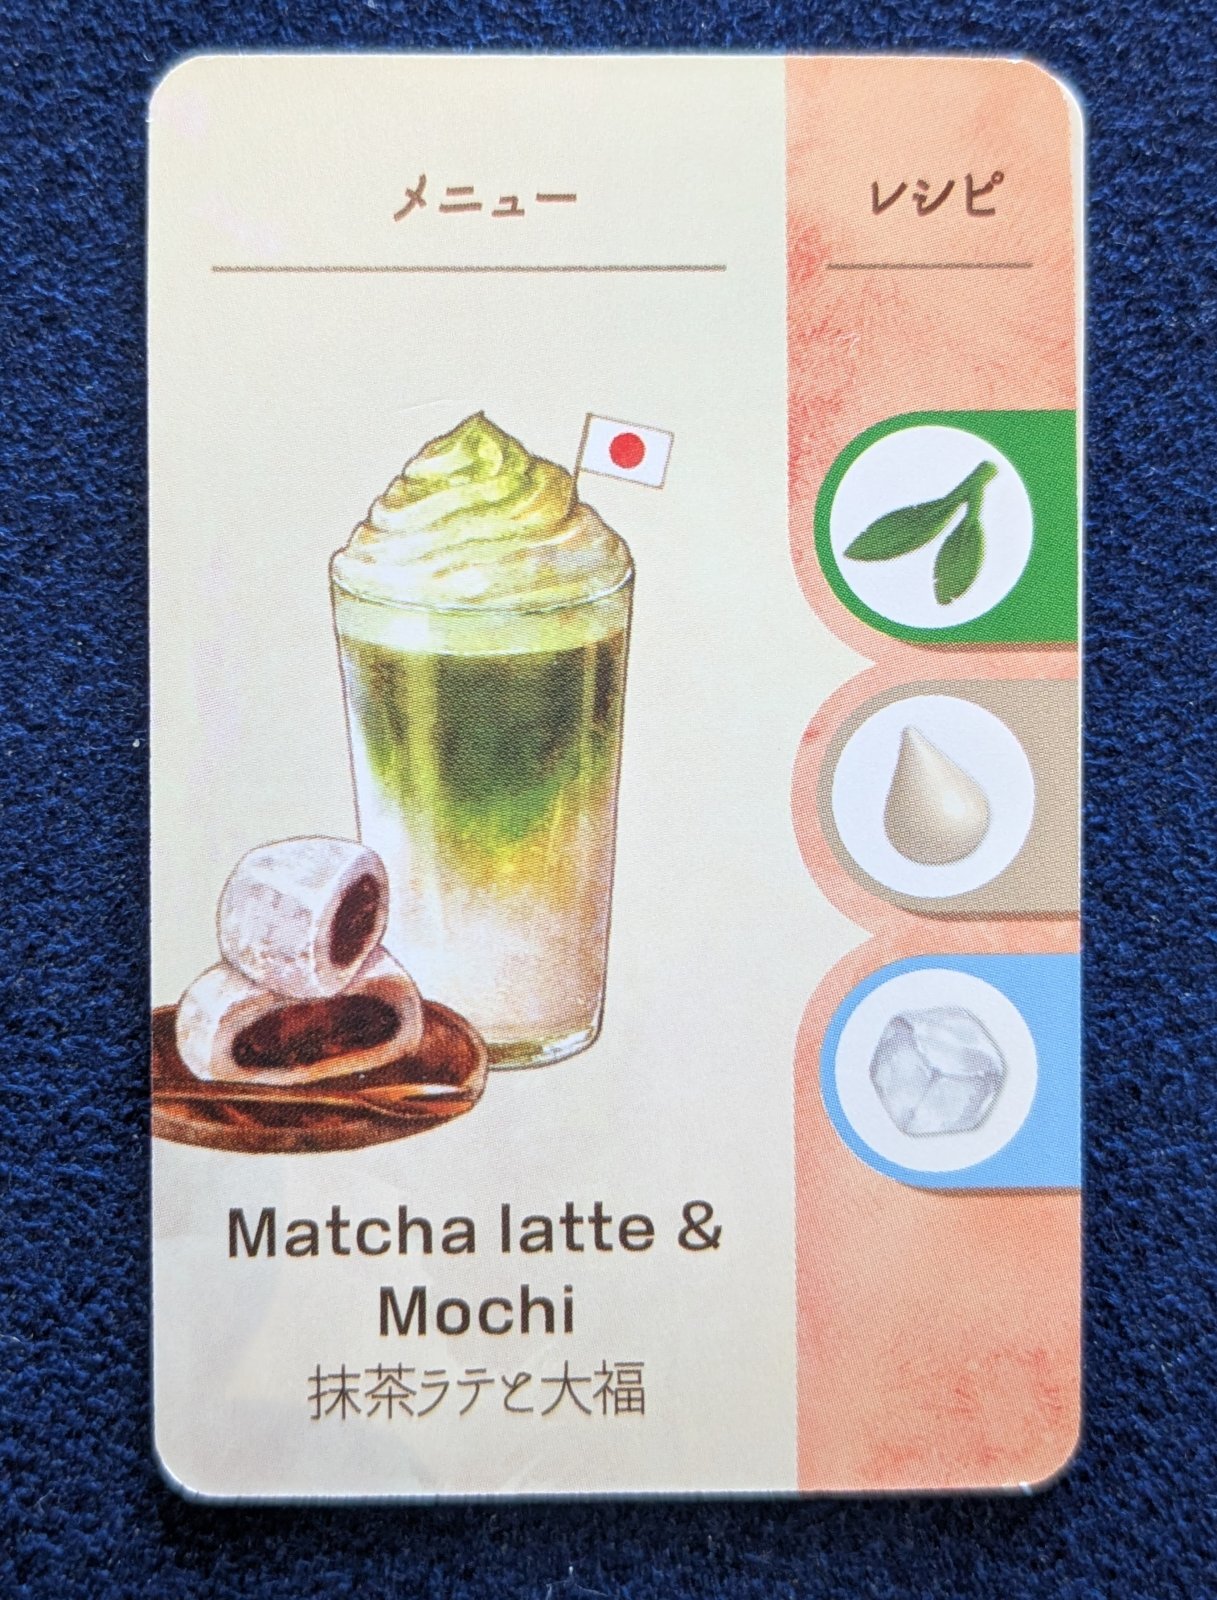 メニュー
レシピ
Matcha latte &
Mochi
抹茶ラテと大福